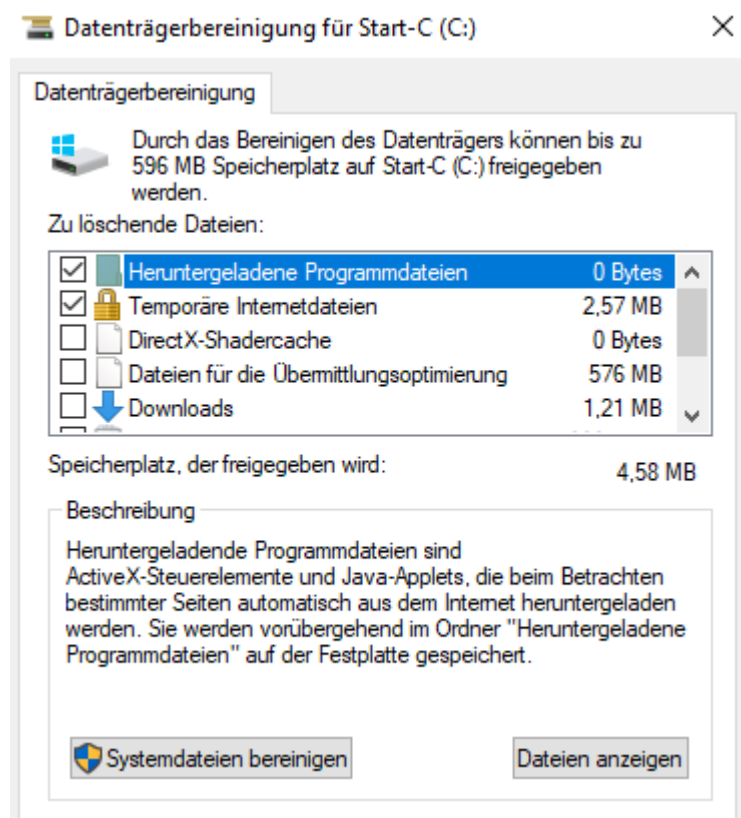 Datenträgerbereinigung für Start-C (C:)
Datenträgerbereinigung
Durch das Bereinigen des Datenträgers können bis zu
596 MB Speicherplatz auf Start-C (C:) freigegeben
werden.
Zu löschende Dateien:
Heruntergeladene Programmdateien 0 Bytes
Temporäre Internetdateien 2,57 MB
DirectX-Shadercache 0 Bytes
Dateien für die Übermittlungsoptimierung 576 MB
Downloads 1,21 MB
Speicherplatz, der freigegeben wird: 4,58 MB
Beschreibung
Heruntergeladende Programmdateien sind
ActiveX-Steuerelemente und Java-Applets, die beim Betrachten
bestimmter Seiten automatisch aus dem Internet heruntergeladen
werden. Sie werden vorübergehend im Ordner "Heruntergeladene
Programmdateien" auf der Festplatte gespeichert.
Systemdateien bereinigen Dateien anzeigen